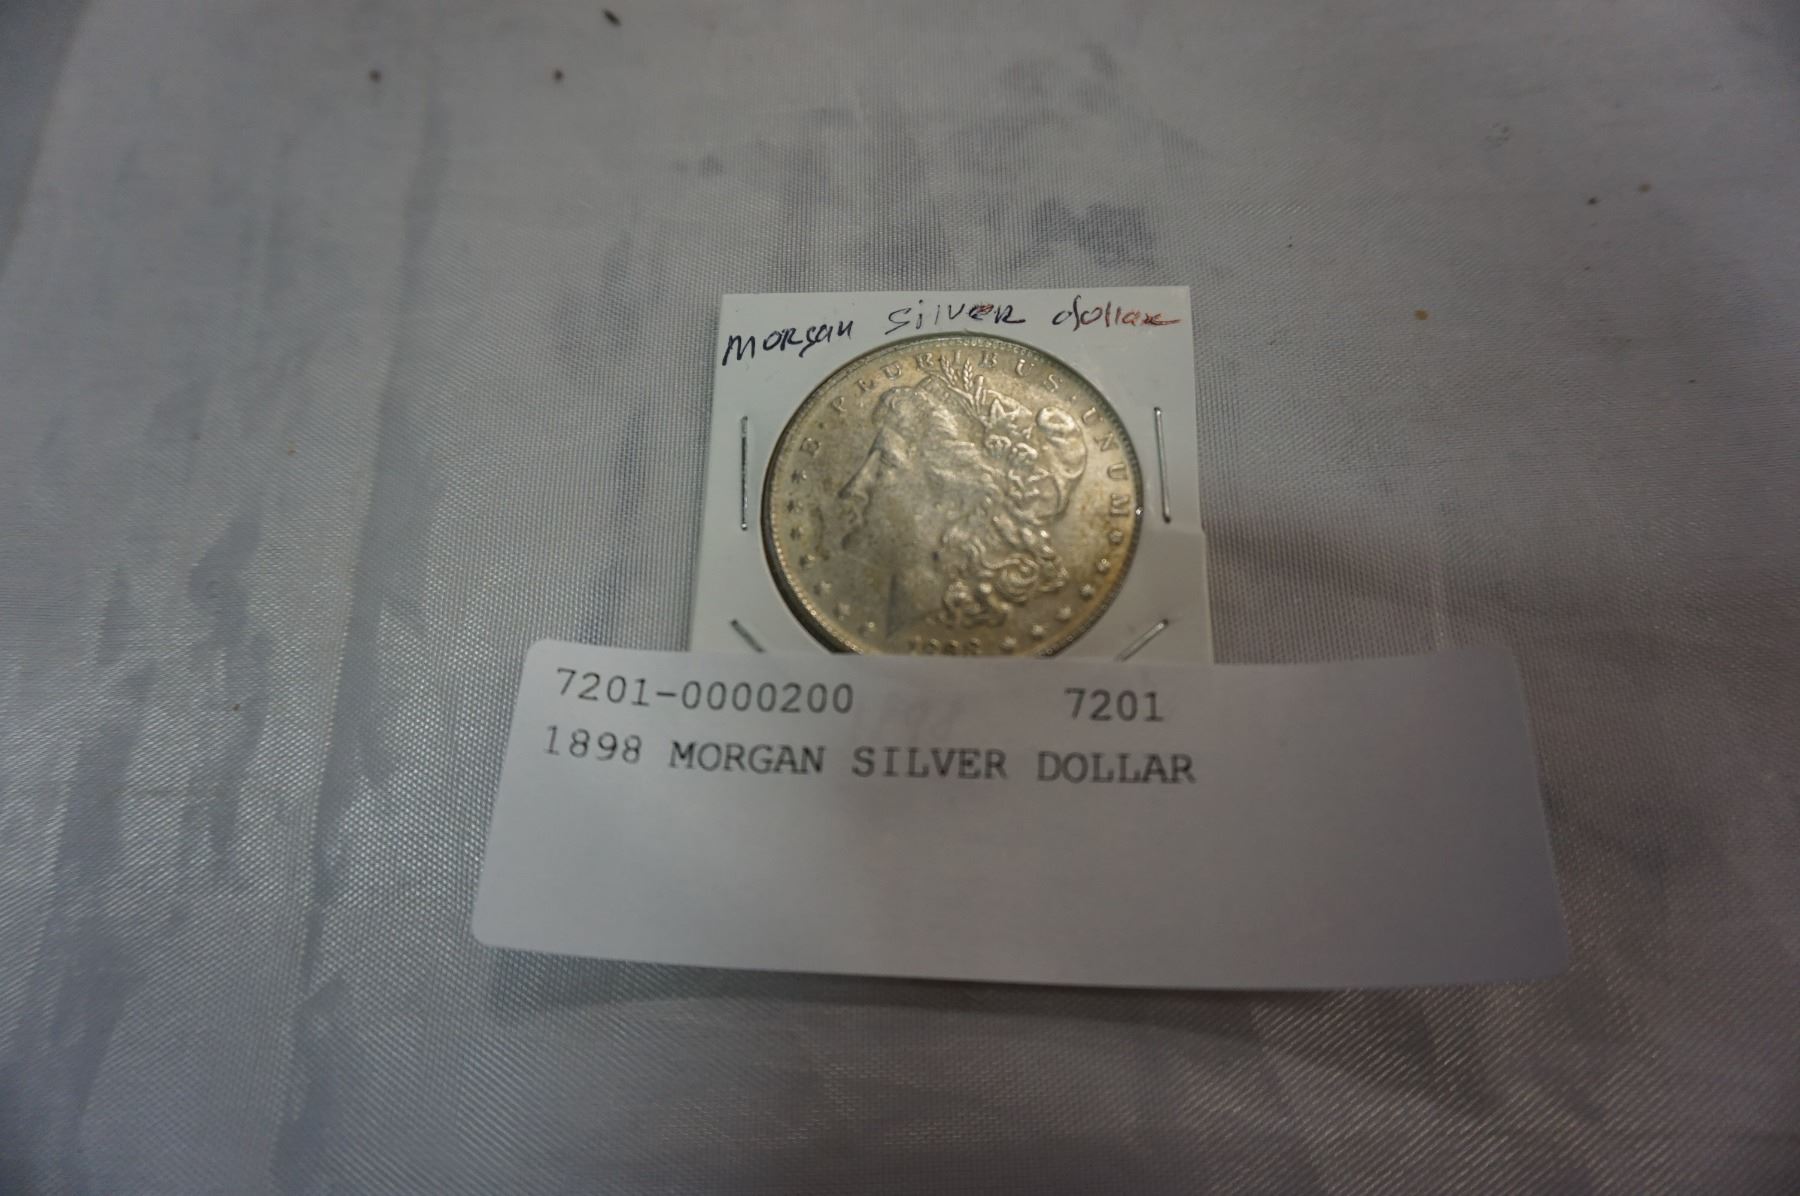 Morgan Silver dollar
E·PLURIBUS·UNUM
7201-0000200 7201
1898 MORGAN SILVER DOLLAR